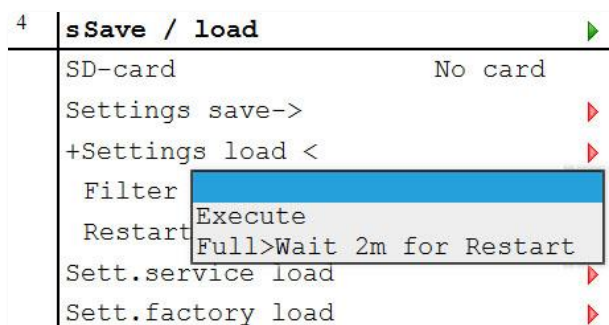 4
sSave / load
SD-card No card
Settings save->
+Settings load <
Filter
Execute
Restart
Full>Wait 2m for Restart
Sett.service load
Sett.factory load